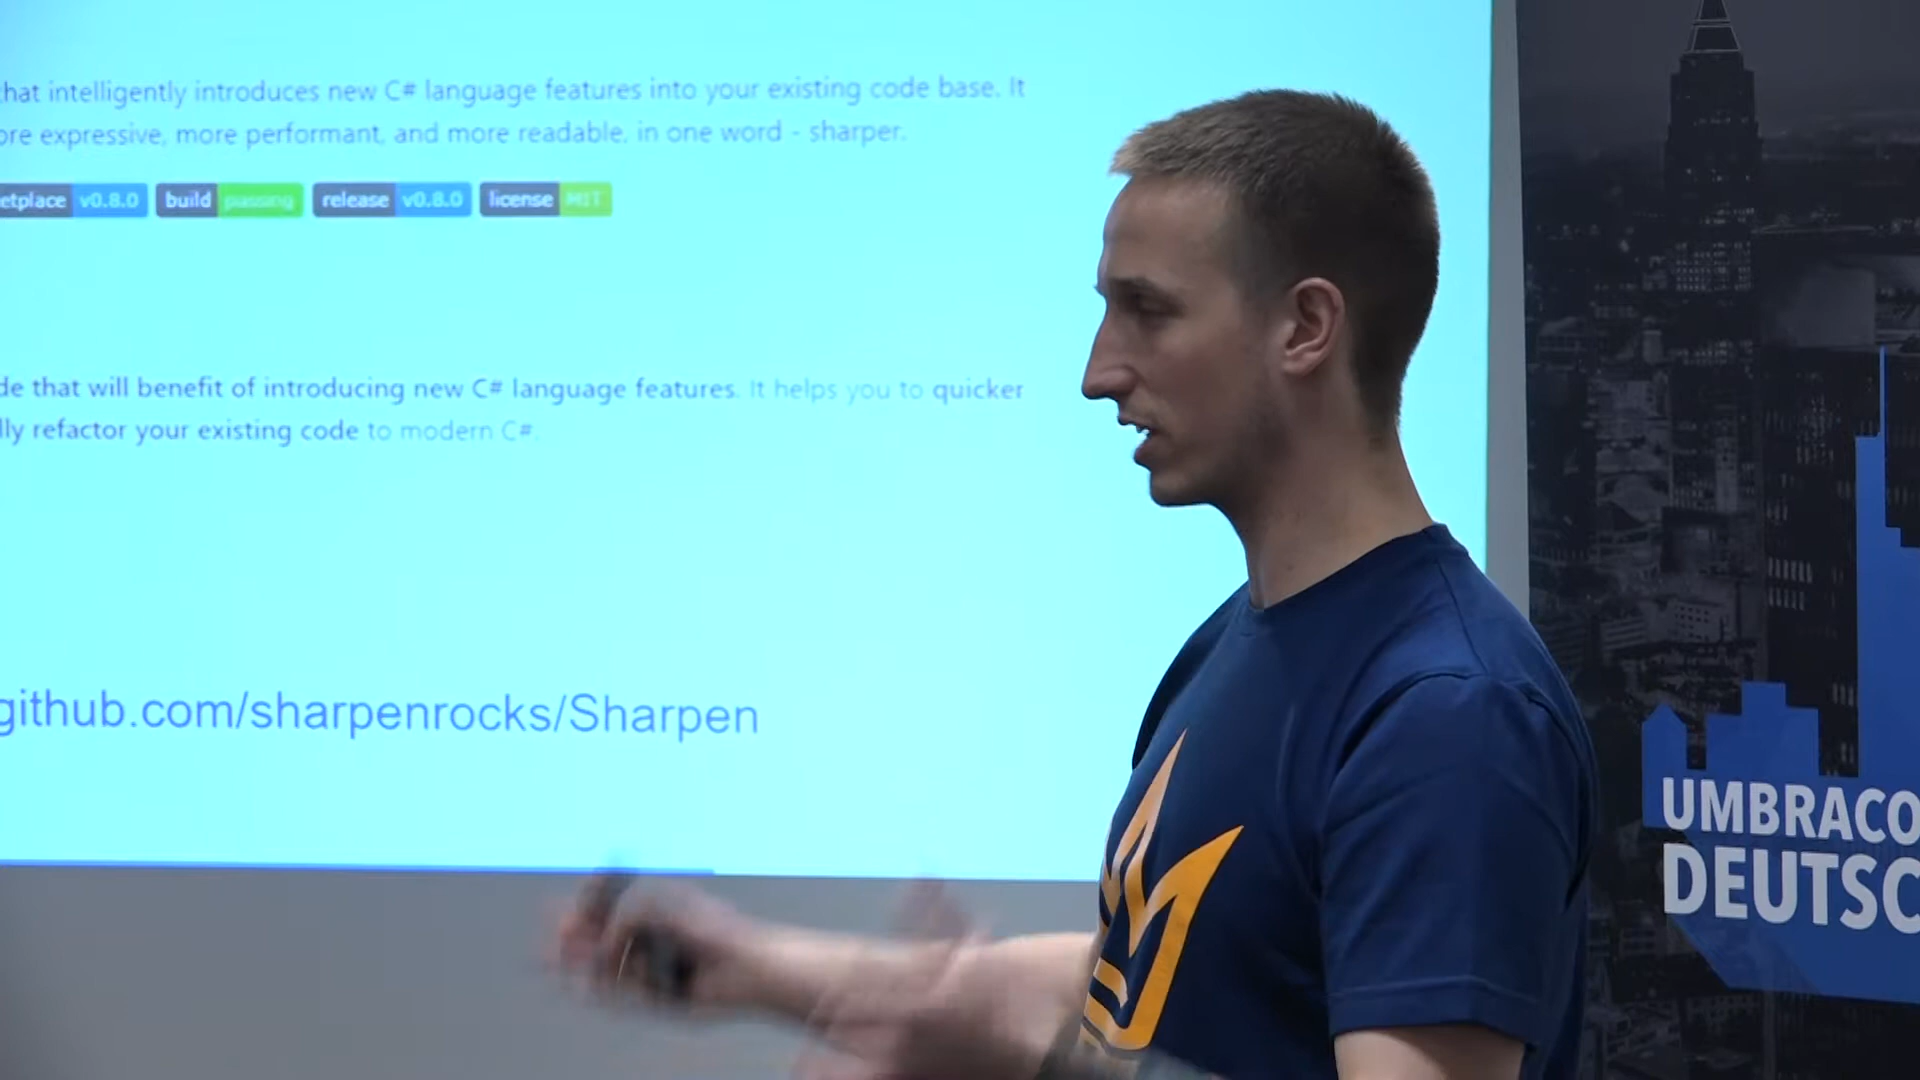 that intelligently introduces new C# language features into your existing code base. It
ore expressive, more performant, and more readable, in one word - sharper.
etplace v0.8.0 build passing release v0.8.0 license MIT
de that will benefit of introducing new C# language features. It helps you to quicker
lly refactor your existing code to modern C#.
github.com/sharpenrocks/Sharpen
UMBRACO
DEUTSC